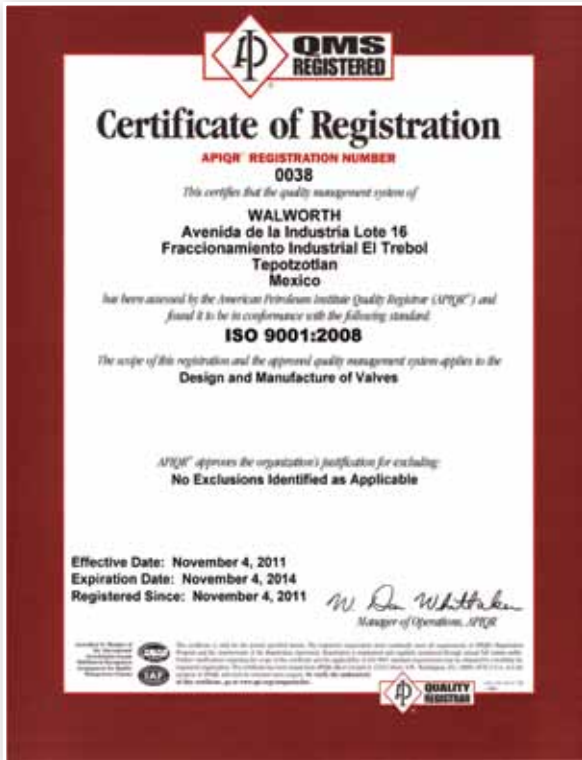 QMS
REGISTERED
Certificate of Registration
APIQR® REGISTRATION NUMBER
0038
This certifies that the quality management system of
WALWORTH
Avenida de la Industria Lote 16
Fraccionamiento Industrial El Trebol
Tepotzotlan
Mexico
has been assessed by the American Petroleum Institute Quality Registrar (APIQR®) and
found it to be in conformance with the following standard:
ISO 9001:2008
The scope of this registration and the approved quality management system applies to the
Design and Manufacture of Valves
APIQR® approves the organization's justification for excluding:
No Exclusions Identified as Applicable
Effective Date: November 4, 2011
Expiration Date: November 4, 2014
Registered Since: November 4, 2011
W. Don Whittaker
Manager of Operations, APIQR
IAF
QUALITY
REGISTRAR